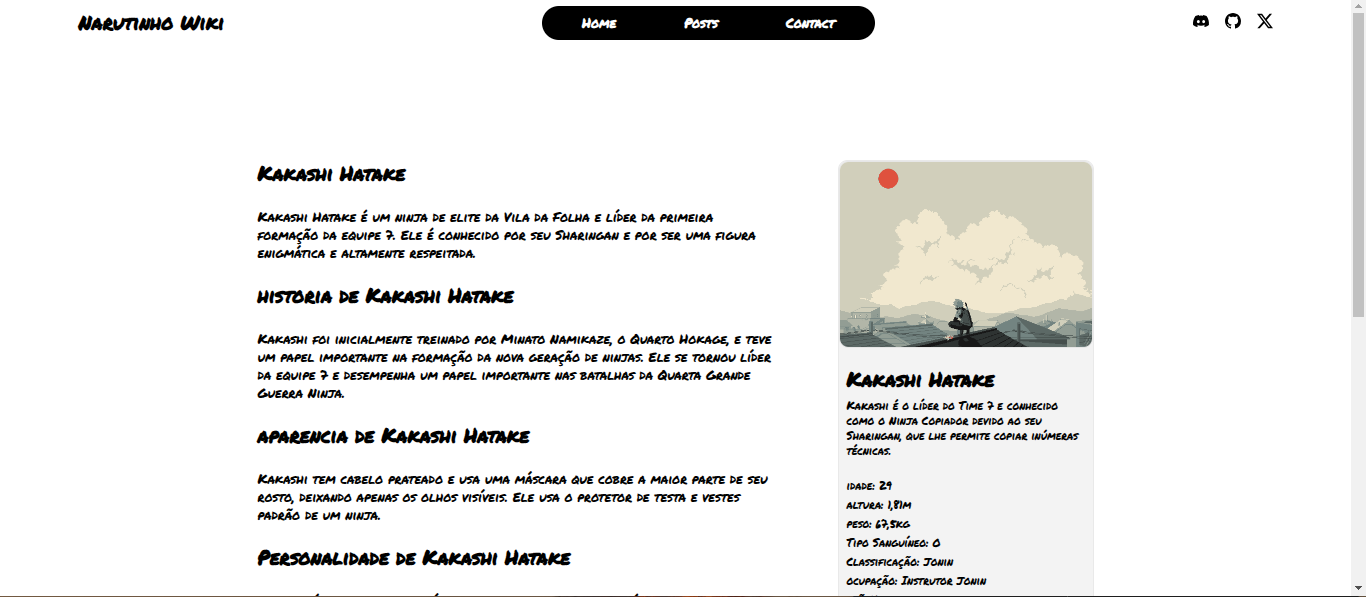 Narutinho Wiki
Home Posts Contact
Kakashi Hatake
Kakashi Hatake é um ninja de elite da Vila da Folha e líder da primeira
formação da equipe 7. Ele é conhecido por seu Sharingan e por ser uma figura
enigmática e altamente respeitada.
historia de Kakashi Hatake
Kakashi foi inicialmente treinado por Minato Namikaze, o Quarto Hokage, e teve
um papel importante na formação da nova geração de ninjas. Ele se tornou líder
da equipe 7 e desempenha um papel importante nas batalhas da Quarta Grande
Guerra Ninja.
aparencia de Kakashi Hatake
Kakashi tem cabelo prateado e usa uma máscara que cobre a maior parte de seu
rosto, deixando apenas os olhos visíveis. Ele usa o protetor de testa e vestes
padrão de um ninja.
Personalidade de Kakashi Hatake
Kakashi Hatake
Kakashi é o líder do Time 7 e conhecido
como o Ninja Copiador devido ao seu
Sharingan, que lhe permite copiar inúmeras
técnicas.
idade: 29
altura: 1,81m
peso: 67,5kg
Tipo Sanguíneo: O
Classificação: Jonin
ocupação: Instrutor Jonin